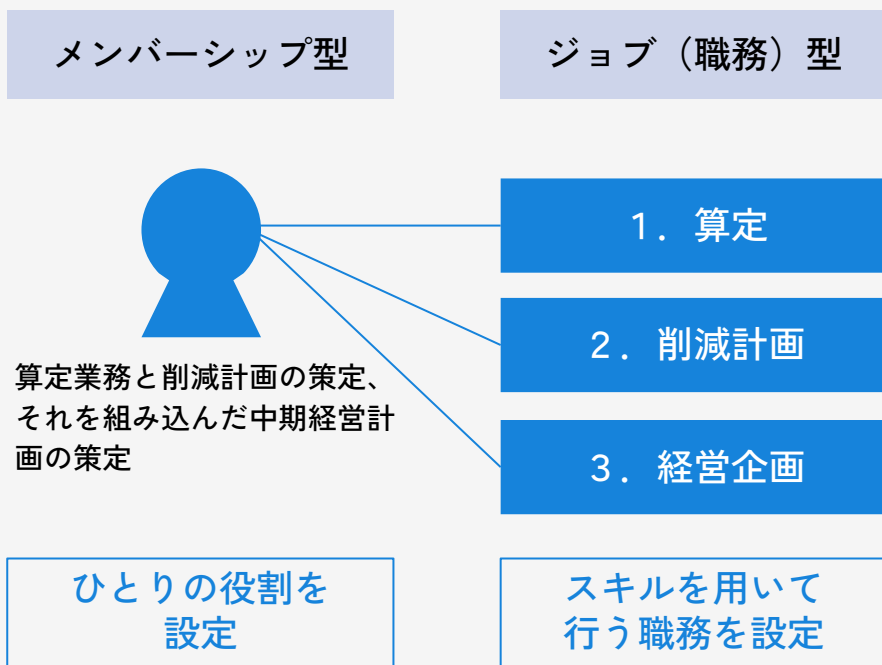 メンバーシップ型
ジョブ（職務）型
１．算定
２．削減計画
３．経営企画
算定業務と削減計画の策定、
それを組み込んだ中期経営計
画の策定
ひとりの役割を
設定
スキルを用いて
行う職務を設定